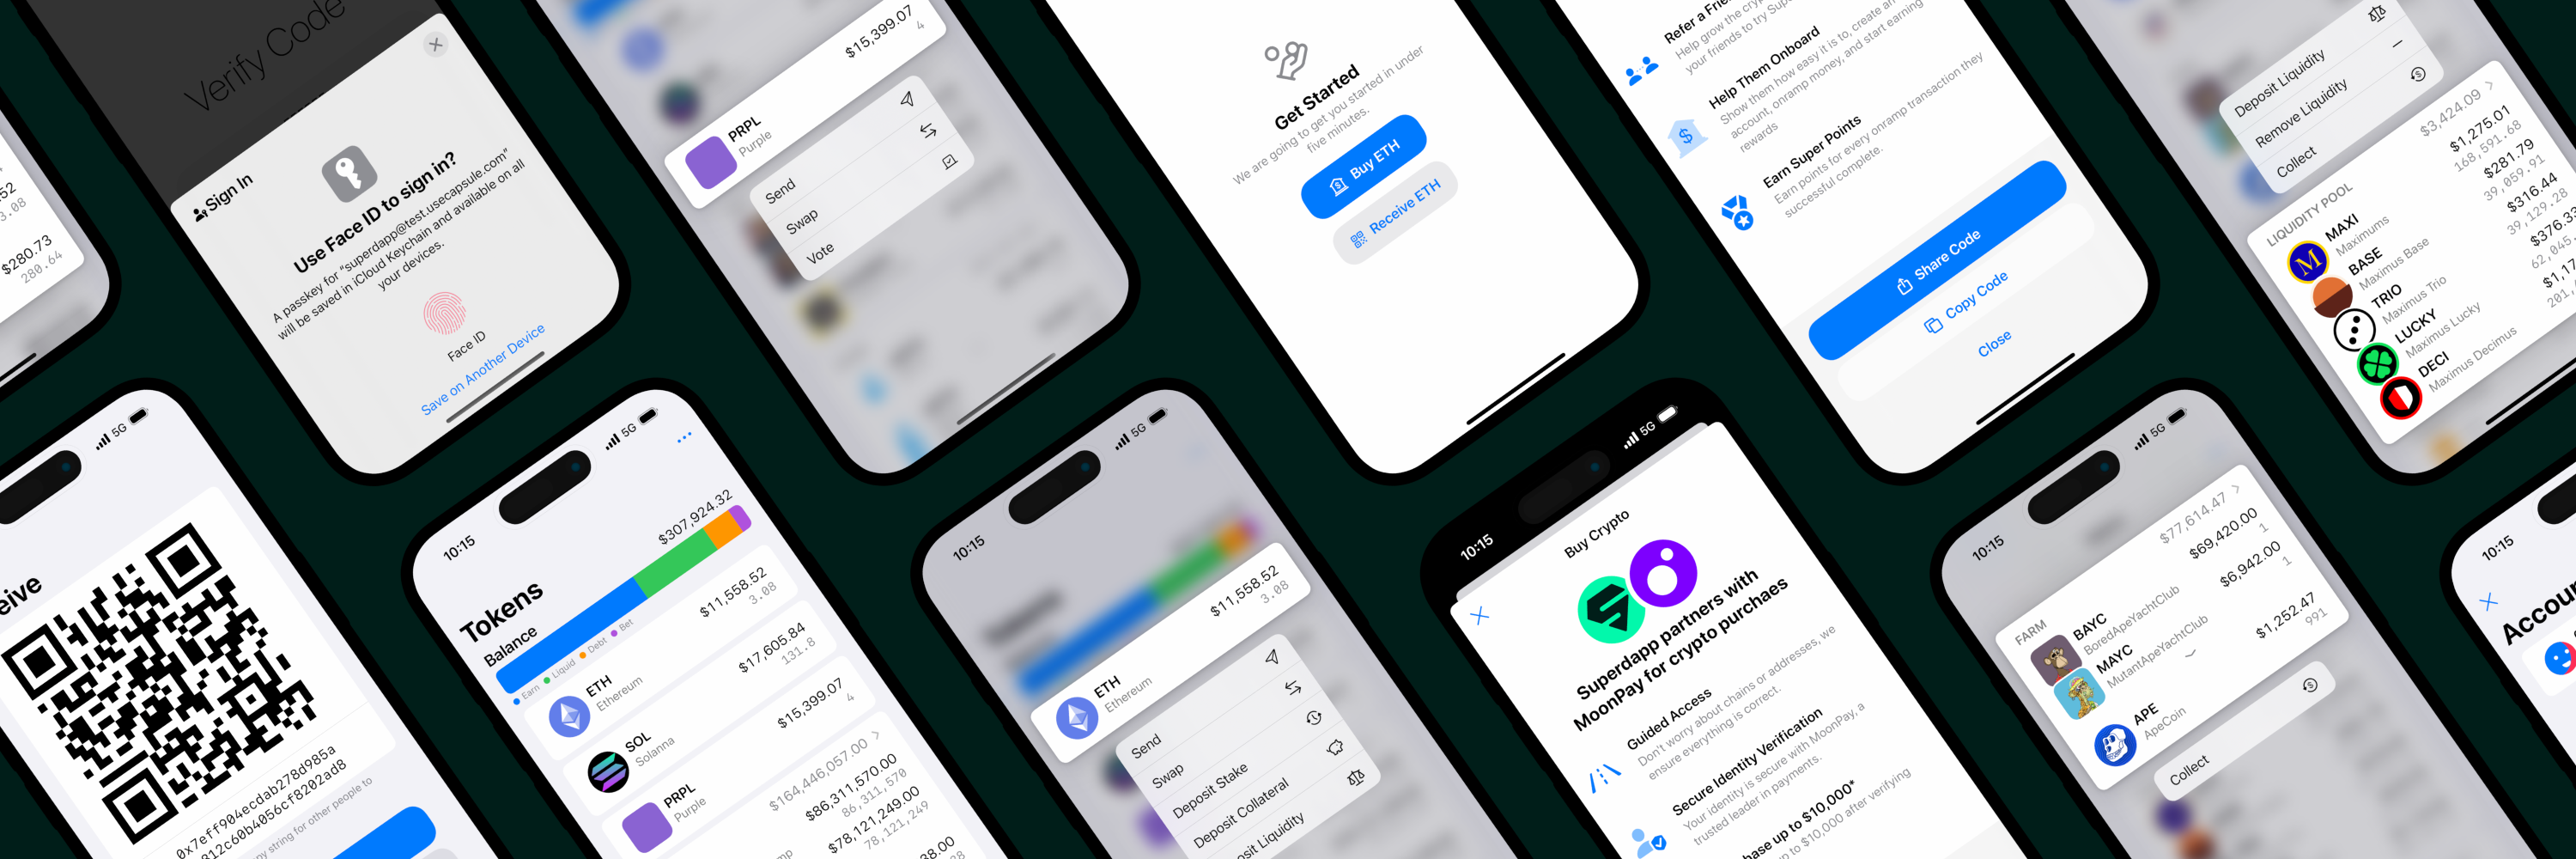 52
3.08
$280.73
280.64
Verify Code
Sign In
Use Face ID to sign in?
A passkey for "superdapp@test.usecapsule.com"
will be saved in iCloud Keychain and available on all
your devices.
Face ID
Save on Another Device
$15,399.07
4
PRPL
Purple
Send
Swap
Vote
Get Started
We are going to get you started in under
five minutes.
Buy ETH
Receive ETH
Refer a Frie
Help grow the cryp
your friends to try Supe
Help Them Onboard
Show them how easy it is to, create an
account, onramp money, and start earning
rewards
Earn Super Points
Earn points for every onramp transaction they
successful complete.
Share Code
Copy Code
Close
Deposit Liquidity
Remove Liquidity
Collect
LIQUIDITY POOL
$3,424.09
MAXI
Maximums
$1,275.01
168,591.68
BASE
Maximus Base
$281.79
39,059.91
TRIO
Maximus Trio
$316.44
39,129.28
LUCKY
Maximus Lucky
$376.3
62,045
DECI
Maximus Decimus
$1,17
201,
5G
eive
0x7eff904ecdab278d985a
312c60b4056cf8202ad8
ny string for other people to
10:15
5G
Tokens
Balance
$307,924.32
Earn
Liquid
Debt
Bet
ETH
Ethereum
$11,558.52
3.08
SOL
Solanna
$17,605.84
131.8
PRPL
Purple
$15,399.07
4
$164,446,057.00
$86,311,570.00
86,311,570
$78,121,249.00
78,121,249
38.00
10:15
5G
ETH
Ethereum
$11,558.52
3.08
Send
Swap
Deposit Stake
Deposit Collateral
osit Liquidity
10:15
5G
Buy Crypto
Superdapp partners with
MoonPay for crypto purchaes
Guided Access
Don't worry about chains or addresses, we
ensure everything is correct.
Secure Identity Verification
Your identity is secure with MoonPay, a
trusted leader in payments.
hase up to $10,000*
up to $10,000 after verifying
10:15
5G
FARM
$77,614.47
BAYC
BoredApeYachtClub
$69,420.00
1
MAYC
MutantApeYachtClub
$6,942.00
1
APE
ApeCoin
$1,252.47
991
Collect
10:15
Accoun